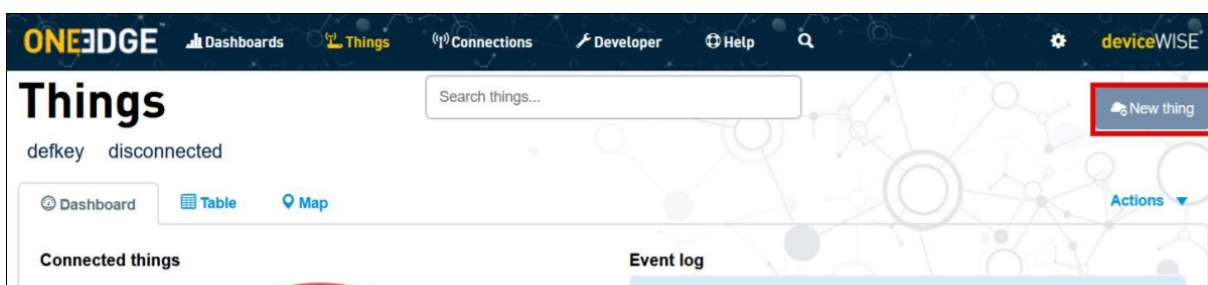 ONEEDGE™ Dashboards Things Connections Developer Help deviceWISE
Things
Search things...
New thing
defkey disconnected
Dashboard Table Map Actions
Connected things Event log